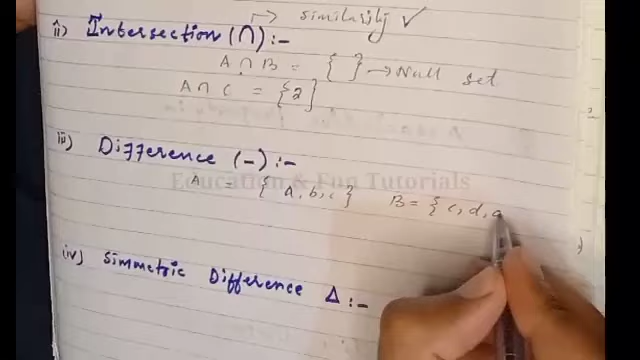 similarity ✓
ii) Intersection (∩) :-
A ∩ B = { } → Null set
A ∩ C = {2}
iii) Difference (-) :-
Education & Fun Tutorials
A = { a, b, c } B = { c, d,
iv) Simmetric Difference Δ :-